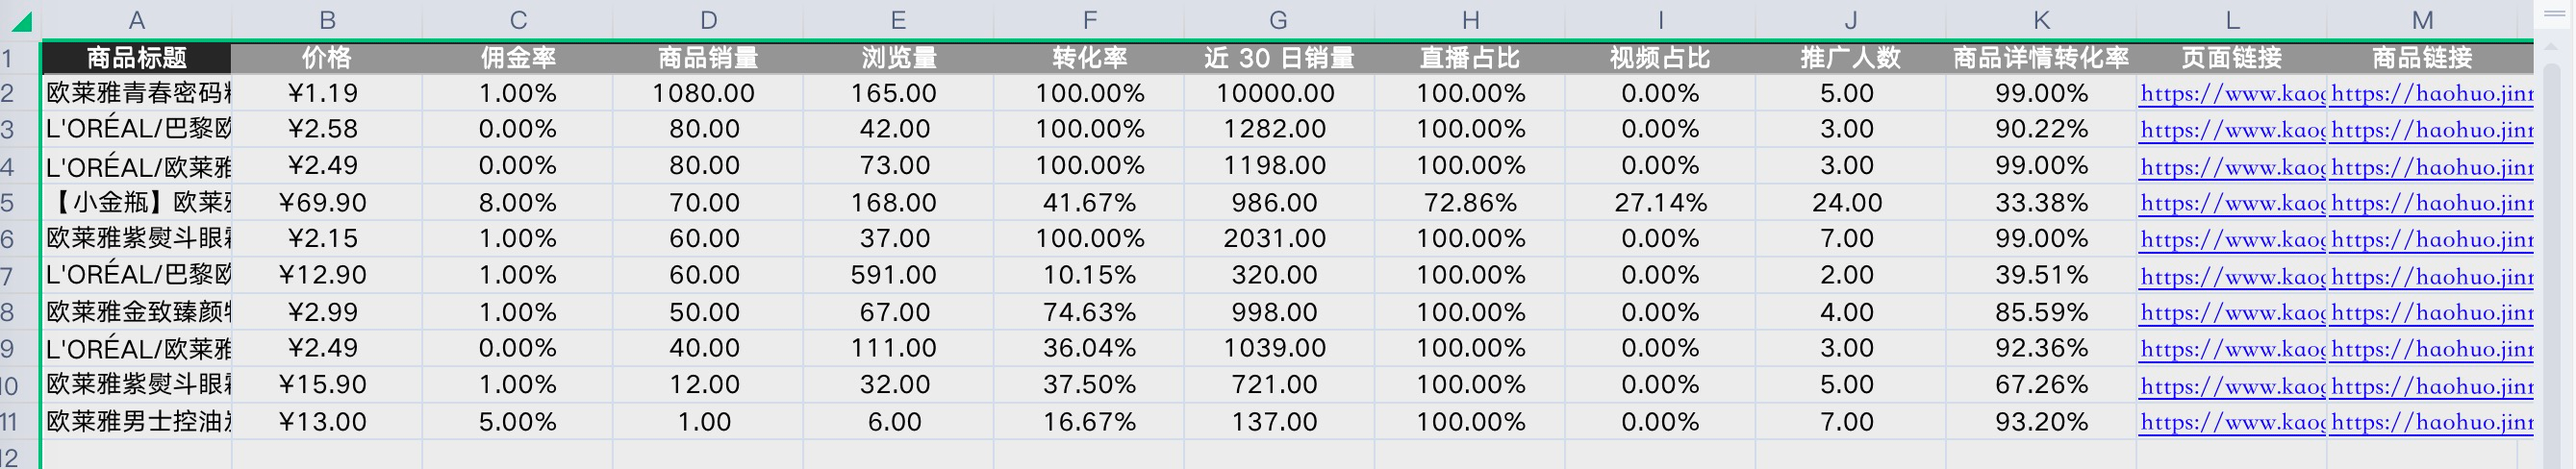 A B C D E F G H I J K L M
1 商品标题 价格 佣金率 商品销量 浏览量 转化率 近 30 日销量 直播占比 视频占比 推广人数 商品详情转化率 页面链接 商品链接
2 欧莱雅青春密码 ¥1.19 1.00% 1080.00 165.00 100.00% 10000.00 100.00% 0.00% 5.00 99.00% https://www.kaog https://haohuo.jinr
3 L'ORÉAL/巴黎欧 ¥2.58 0.00% 80.00 42.00 100.00% 1282.00 100.00% 0.00% 3.00 90.22% https://www.kaog https://haohuo.jinr
4 L'ORÉAL/欧莱雅 ¥2.49 0.00% 80.00 73.00 100.00% 1198.00 100.00% 0.00% 3.00 99.00% https://www.kaog https://haohuo.jinr
5 【小金瓶】欧莱雅 ¥69.90 8.00% 70.00 168.00 41.67% 986.00 72.86% 27.14% 24.00 33.38% https://www.kaog https://haohuo.jinr
6 欧莱雅紫熨斗眼霜 ¥2.15 1.00% 60.00 37.00 100.00% 2031.00 100.00% 0.00% 7.00 99.00% https://www.kaog https://haohuo.jinr
7 L'ORÉAL/巴黎欧 ¥12.90 1.00% 60.00 591.00 10.15% 320.00 100.00% 0.00% 2.00 39.51% https://www.kaog https://haohuo.jinr
8 欧莱雅金致臻颜 ¥2.99 1.00% 50.00 67.00 74.63% 998.00 100.00% 0.00% 4.00 85.59% https://www.kaog https://haohuo.jinr
9 L'ORÉAL/欧莱雅 ¥2.49 0.00% 40.00 111.00 36.04% 1039.00 100.00% 0.00% 3.00 92.36% https://www.kaog https://haohuo.jinr
10 欧莱雅紫熨斗眼霜 ¥15.90 1.00% 12.00 32.00 37.50% 721.00 100.00% 0.00% 5.00 67.26% https://www.kaog https://haohuo.jinr
11 欧莱雅男士控油 ¥13.00 5.00% 1.00 6.00 16.67% 137.00 100.00% 0.00% 7.00 93.20% https://www.kaog https://haohuo.jinr
12